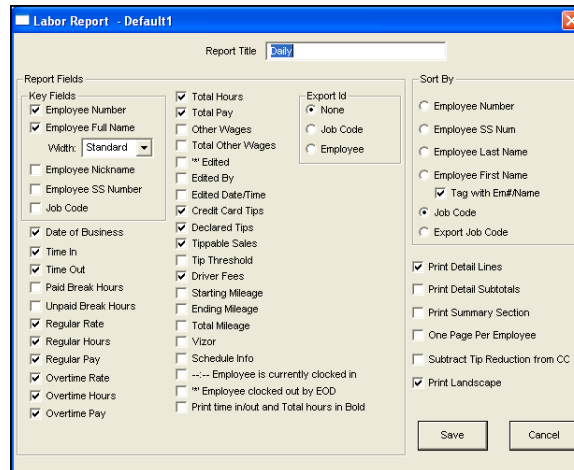 Labor Report - Default1
Report Title Daily
Report Fields
Key Fields
Employee Number
Employee Full Name
Width: Standard
Employee Nickname
Employee SS Number
Job Code
Date of Business
Time In
Time Out
Paid Break Hours
Unpaid Break Hours
Regular Rate
Regular Hours
Regular Pay
Overtime Rate
Overtime Hours
Overtime Pay
Total Hours
Total Pay
Other Wages
Total Other Wages
'*' Edited
Edited By
Edited Date/Time
Credit Card Tips
Declared Tips
Tippable Sales
Tip Threshold
Driver Fees
Starting Mileage
Ending Mileage
Total Mileage
Vizor
Schedule Info
--:-- Employee is currently clocked in
'*' Employee clocked out by EOD
Print time in/out and Total hours in Bold
Export Id
None
Job Code
Employee
Sort By
Employee Number
Employee SS Num
Employee Last Name
Employee First Name
Tag with Em#/Name
Job Code
Export Job Code
Print Detail Lines
Print Detail Subtotals
Print Summary Section
One Page Per Employee
Subtract Tip Reduction from CC
Print Landscape
Save
Cancel